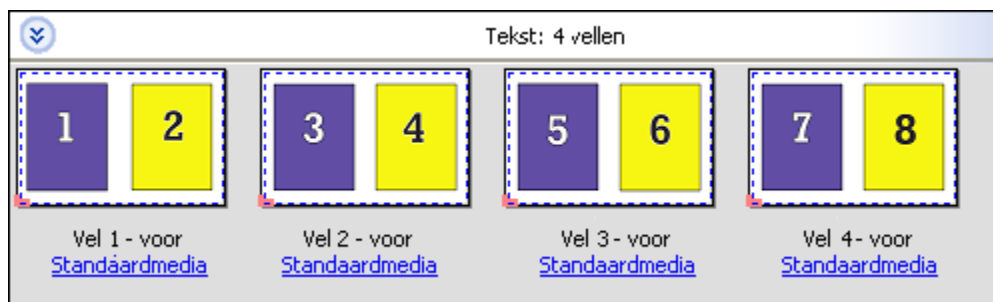 Tekst: 4 vellen
1 2 3 4 5 6 7 8
Vel 1 - voor Vel 2 - voor Vel 3 - voor Vel 4- voor
Standaardmedia Standaardmedia Standaardmedia Standaardmedia